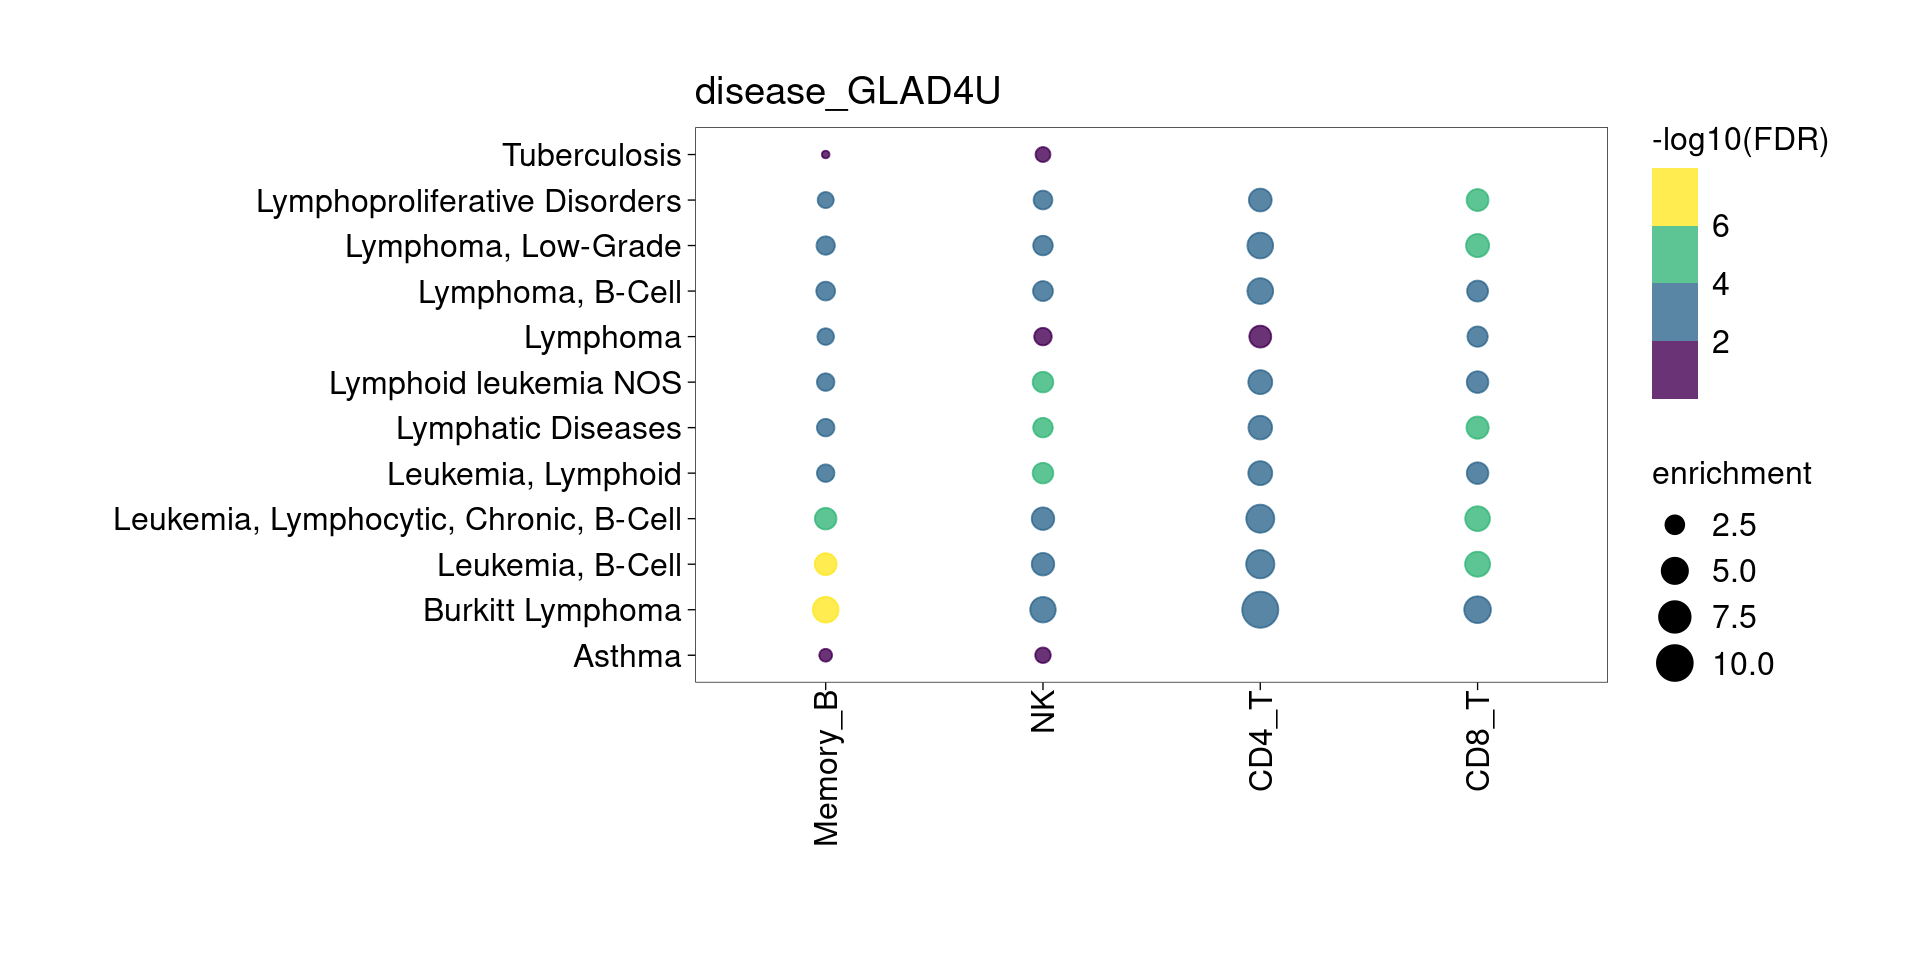 disease_GLAD4U
Tuberculosis
Lymphoproliferative Disorders
Lymphoma, Low-Grade
Lymphoma, B-Cell
Lymphoma
Lymphoid leukemia NOS
Lymphatic Diseases
Leukemia, Lymphoid
Leukemia, Lymphocytic, Chronic, B-Cell
Leukemia, B-Cell
Burkitt Lymphoma
Asthma
Memory_B
NK
CD4_T
CD8_T
-log10(FDR)
6
4
2
enrichment
2.5
5.0
7.5
10.0